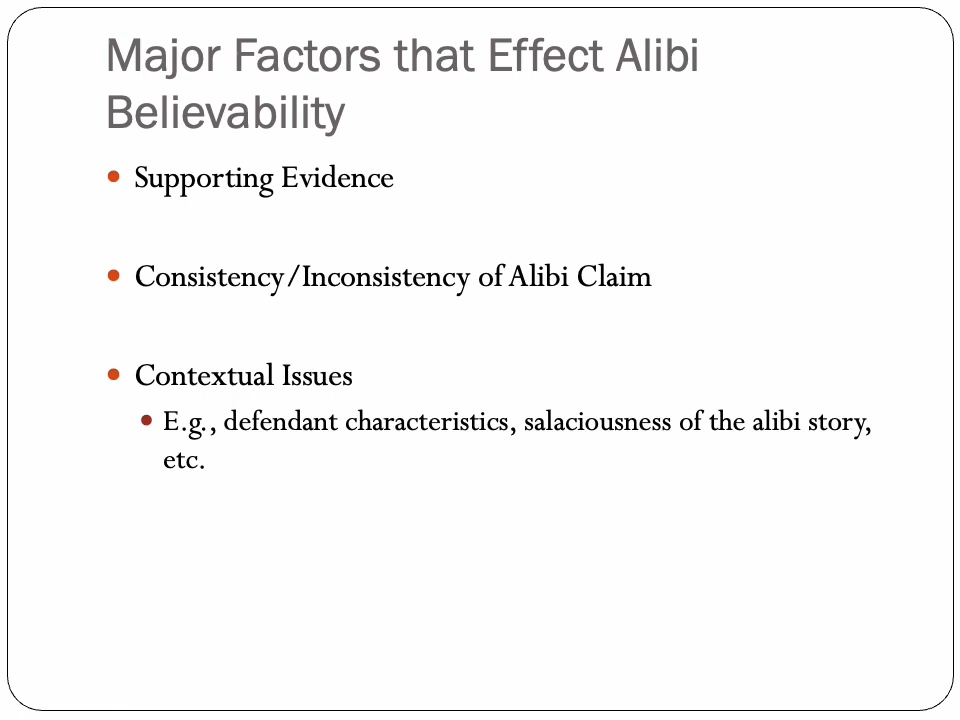 Major Factors that Effect Alibi
Believability
Supporting Evidence
Consistency/Inconsistency of Alibi Claim
Contextual Issues
E.g., defendant characteristics, salaciousness of the alibi story,
etc.